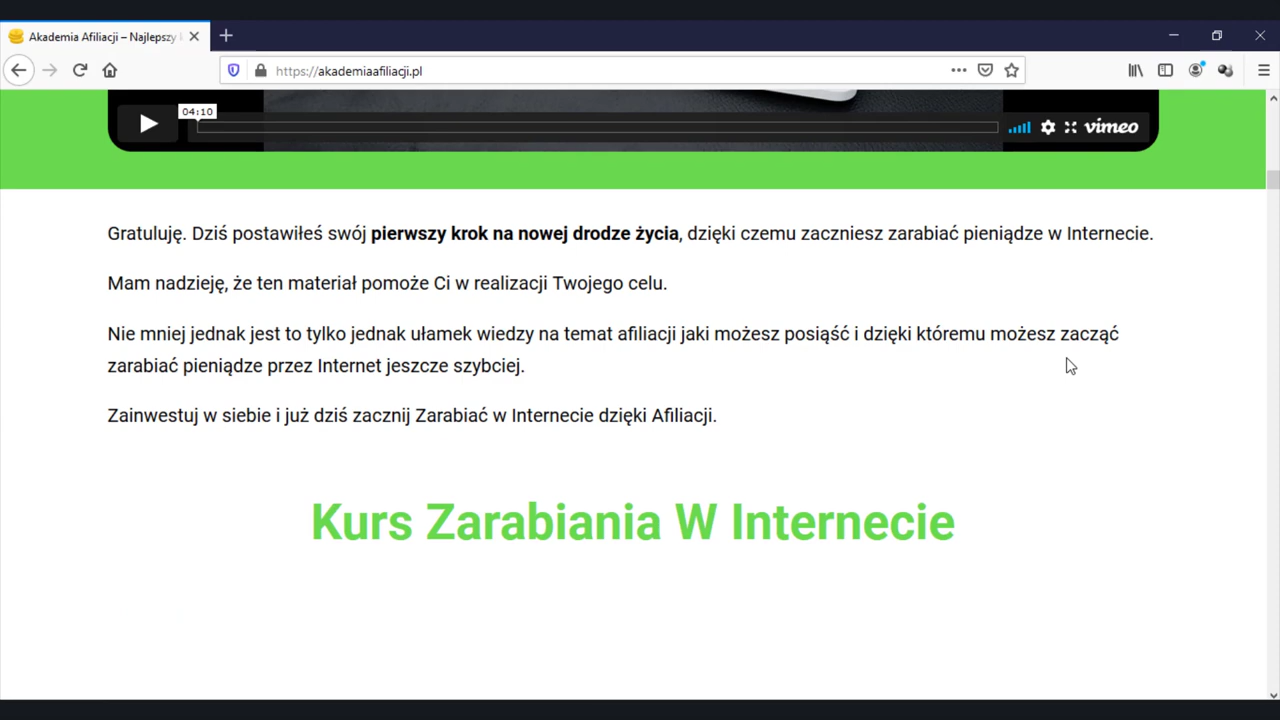 Akademia Afiliacji – Najlepszy
https://akademiaafiliacji.pl
04:10
vimeo
Gratuluję. Dziś postawiłeś swój pierwszy krok na nowej drodze życia, dzięki czemu zaczniesz zarabiać pieniądze w Internecie.
Mam nadzieję, że ten materiał pomoże Ci w realizacji Twojego celu.
Nie mniej jednak jest to tylko jednak ułamek wiedzy na temat afiliacji jaki możesz posiąść i dzięki któremu możesz zacząć
zarabiać pieniądze przez Internet jeszcze szybciej.
Zainwestuj w siebie i już dziś zacznij Zarabiać w Internecie dzięki Afiliacji.
Kurs Zarabiania W Internecie